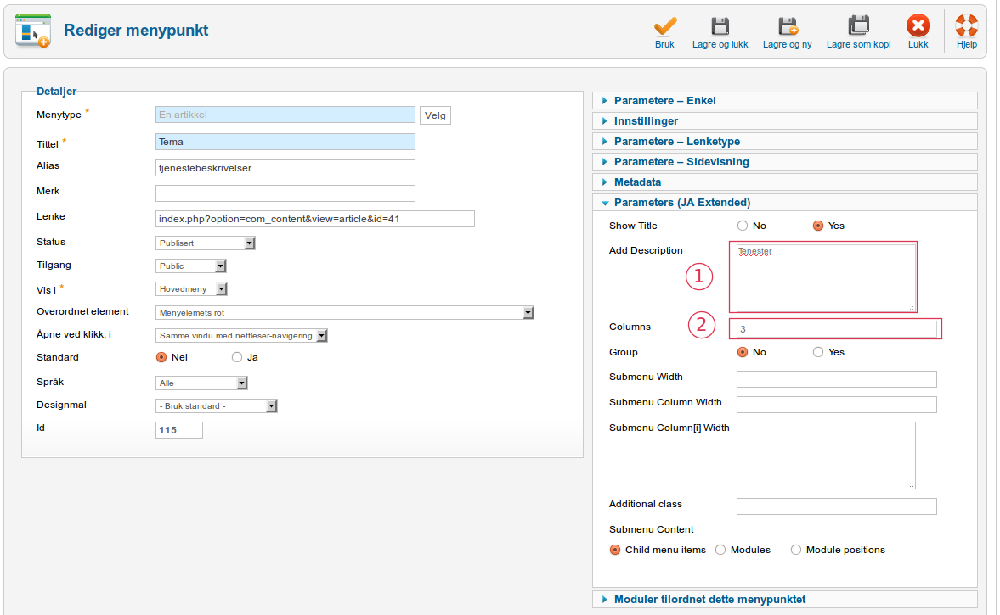 Rediger menypunkt
Bruk
Lagre og lukk
Lagre og ny
Lagre som kopi
Lukk
Hjelp
Detaljer
Menytype *
En artikkel
Velg
Tittel *
Tema
Alias
tjenestebeskrivelser
Merk
Lenke
index.php?option=com_content&view=article&id=41
Status
Publisert
Tilgang
Public
Vis i *
Hovedmeny
Overordnet element
Menyelemets rot
Åpne ved klikk, i
Samme vindu med nettleser-navigering
Standard
Nei
Ja
Språk
Alle
Designmal
- Bruk standard -
Id
115
Parametere – Enkel
Innstillinger
Parametere – Lenketype
Parametere – Sidevisning
Metadata
Parameters (JA Extended)
Show Title
No
Yes
Add Description
Tenester
1
Columns
3
2
Group
No
Yes
Submenu Width
Submenu Column Width
Submenu Column[i] Width
Additional class
Submenu Content
Child menu items
Modules
Module positions
Moduler tilordnet dette menypunktet